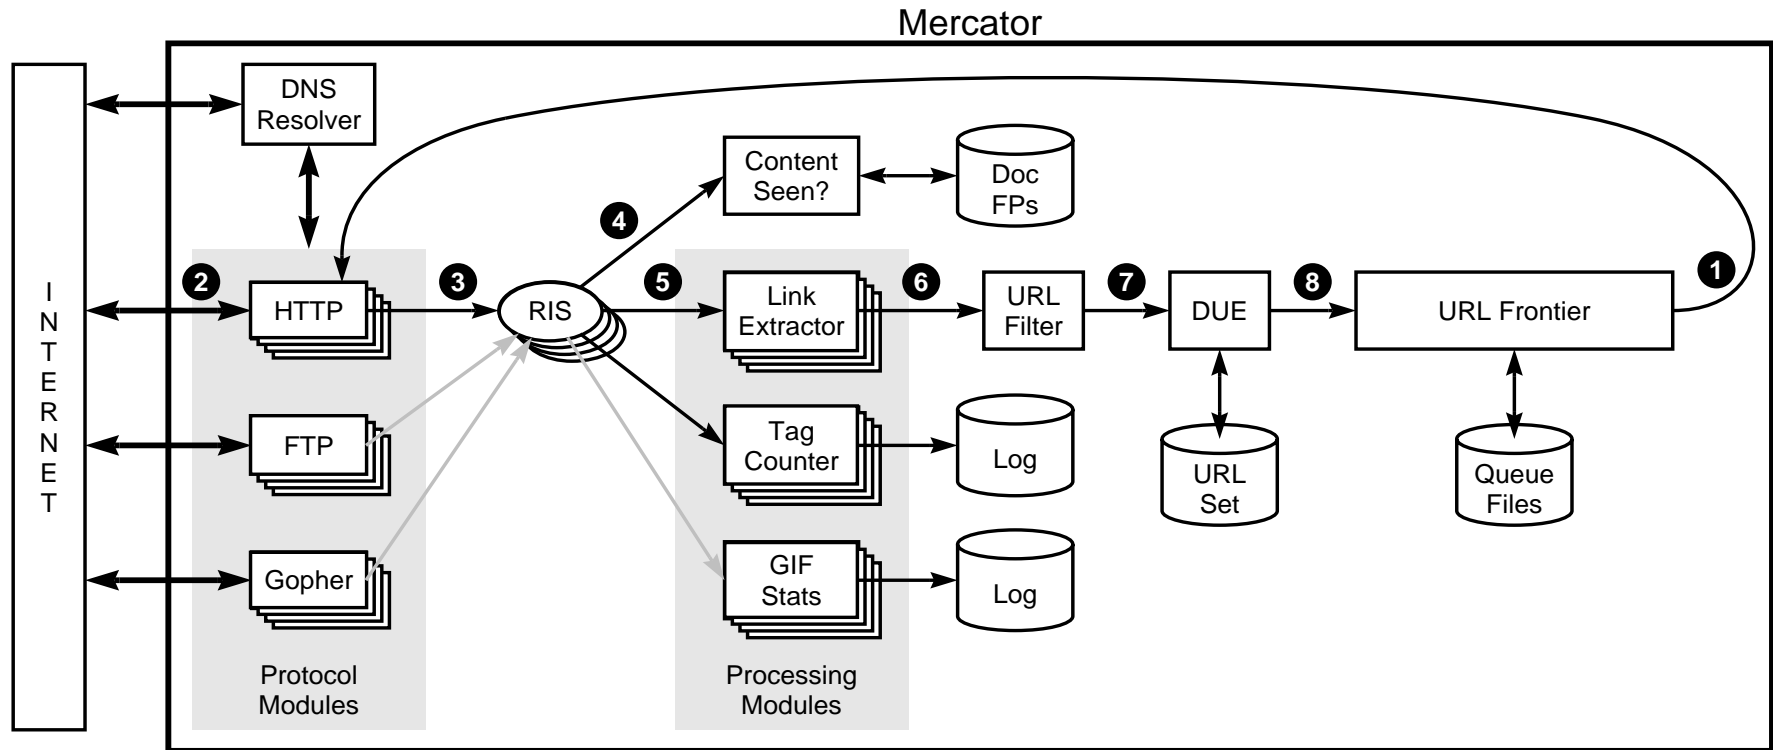 Mercator
INTERNET
DNS
Resolver
Content
Seen?
Doc
FPs
4
2
HTTP
3
RIS
5
Link
Extractor
6
URL
Filter
7
DUE
8
URL Frontier
1
FTP
Tag
Counter
Log
URL
Set
Queue
Files
Gopher
GIF
Stats
Log
Protocol
Modules
Processing
Modules